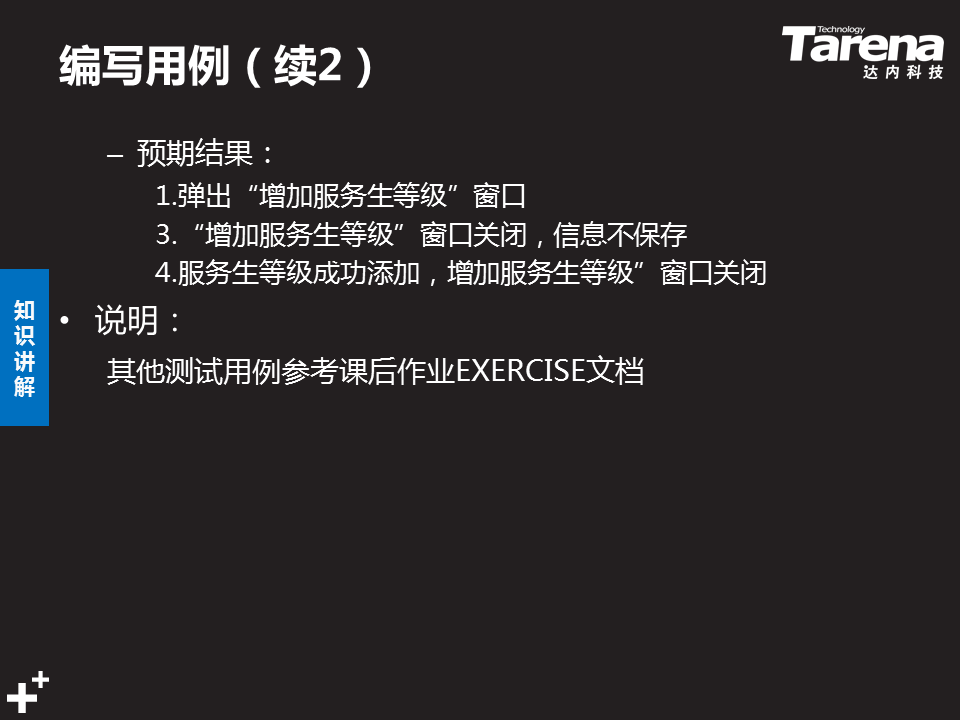 编写用例（续2）
Technology
Tarena
达内科技
– 预期结果：
1.弹出“增加服务生等级”窗口
3.“增加服务生等级”窗口关闭，信息不保存
4.服务生等级成功添加，增加服务生等级”窗口关闭
知识讲解
• 说明：
其他测试用例参考课后作业EXERCISE文档